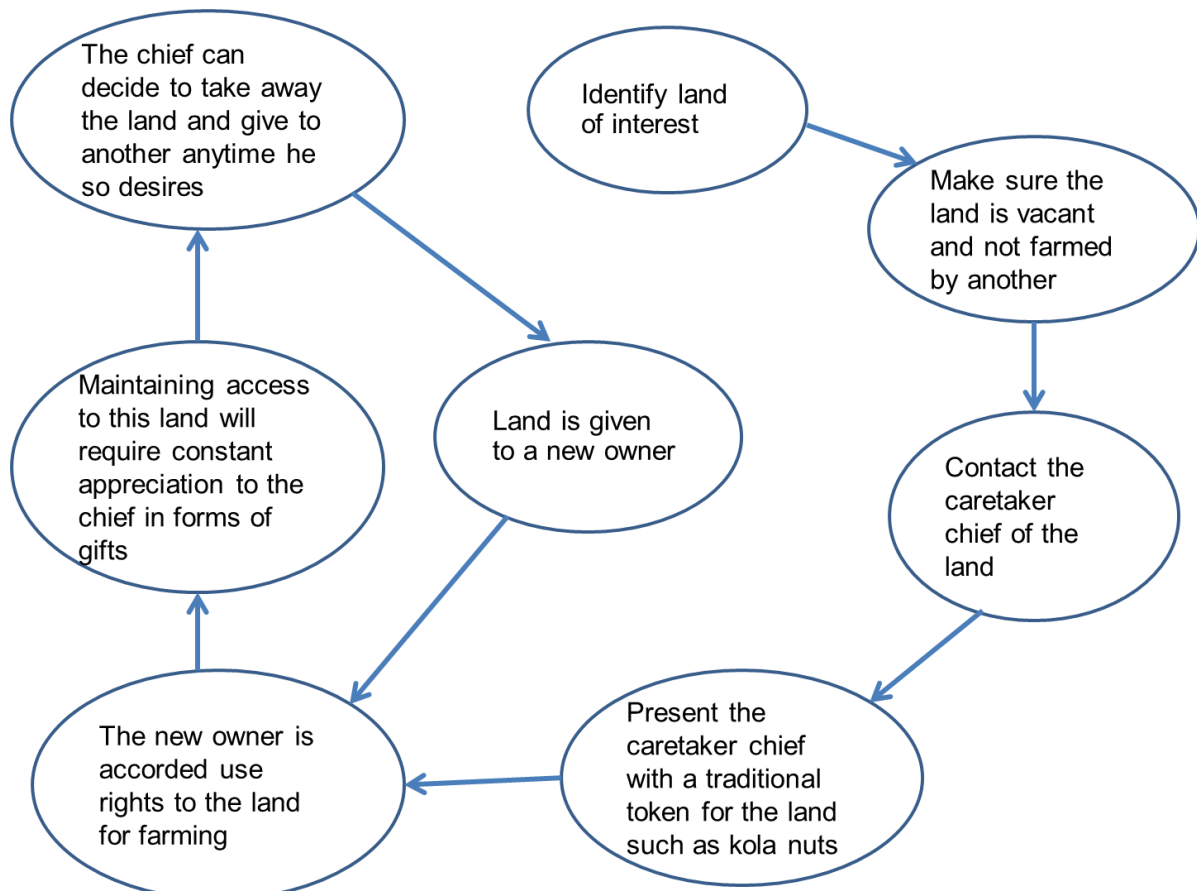 Identify land
of interest
Make sure the
land is vacant
and not farmed
by another
Contact the
caretaker
chief of the
land
Present the
caretaker chief
with a traditional
token for the land
such as kola nuts
The new owner is
accorded use
rights to the land
for farming
Maintaining access
to this land will
require constant
appreciation to the
chief in forms of
gifts
The chief can
decide to take away
the land and give to
another anytime he
so desires
Land is given
to a new owner